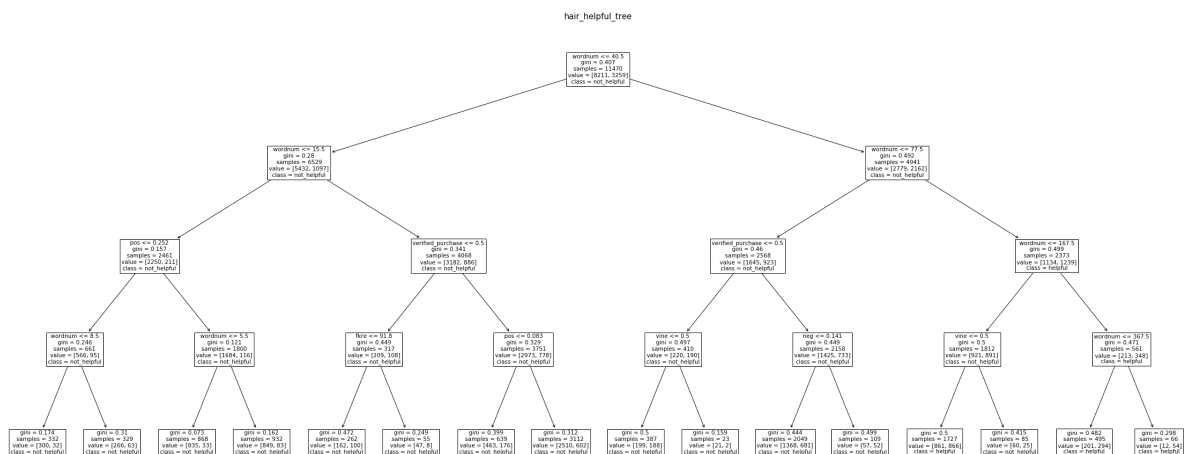 hair_helpful_tree
wordnum <= 40.5
gini = 0.407
samples = 11470
value = [8211, 3259]
class = not_helpful
wordnum <= 15.5
gini = 0.28
samples = 6529
value = [5432, 1097]
class = not_helpful
wordnum <= 77.5
gini = 0.492
samples = 4941
value = [2779, 2162]
class = not_helpful
pos <= 0.252
gini = 0.157
samples = 2461
value = [2250, 211]
class = not_helpful
verified_purchase <= 0.5
gini = 0.341
samples = 4068
value = [3182, 886]
class = not_helpful
verified_purchase <= 0.5
gini = 0.46
samples = 2568
value = [1645, 923]
class = not_helpful
wordnum <= 167.5
gini = 0.499
samples = 2373
value = [1134, 1239]
class = helpful
wordnum <= 8.5
gini = 0.246
samples = 661
value = [566, 95]
class = not_helpful
wordnum <= 5.5
gini = 0.121
samples = 1800
value = [1684, 116]
class = not_helpful
fkre <= 91.8
gini = 0.449
samples = 317
value = [209, 108]
class = not_helpful
pos <= 0.083
gini = 0.329
samples = 3751
value = [2973, 778]
class = not_helpful
vine <= 0.5
gini = 0.497
samples = 410
value = [220, 190]
class = not_helpful
neg <= 0.141
gini = 0.449
samples = 2158
value = [1425, 733]
class = not_helpful
vine <= 0.5
gini = 0.5
samples = 1812
value = [921, 891]
class = not_helpful
wordnum <= 367.5
gini = 0.471
samples = 561
value = [213, 348]
class = helpful
gini = 0.174
samples = 332
value = [300, 32]
class = not_helpful
gini = 0.31
samples = 329
value = [266, 63]
class = not_helpful
gini = 0.073
samples = 868
value = [835, 33]
class = not_helpful
gini = 0.162
samples = 932
value = [849, 83]
class = not_helpful
gini = 0.472
samples = 262
value = [162, 100]
class = not_helpful
gini = 0.249
samples = 55
value = [47, 8]
class = not_helpful
gini = 0.399
samples = 639
value = [463, 176]
class = not_helpful
gini = 0.312
samples = 3112
value = [2510, 602]
class = not_helpful
gini = 0.5
samples = 387
value = [199, 188]
class = not_helpful
gini = 0.159
samples = 23
value = [21, 2]
class = not_helpful
gini = 0.444
samples = 2049
value = [1368, 681]
class = not_helpful
gini = 0.499
samples = 109
value = [57, 52]
class = not_helpful
gini = 0.5
samples = 1727
value = [861, 866]
class = helpful
gini = 0.415
samples = 85
value = [60, 25]
class = not_helpful
gini = 0.482
samples = 495
value = [201, 294]
class = helpful
gini = 0.298
samples = 66
value = [12, 54]
class = helpful